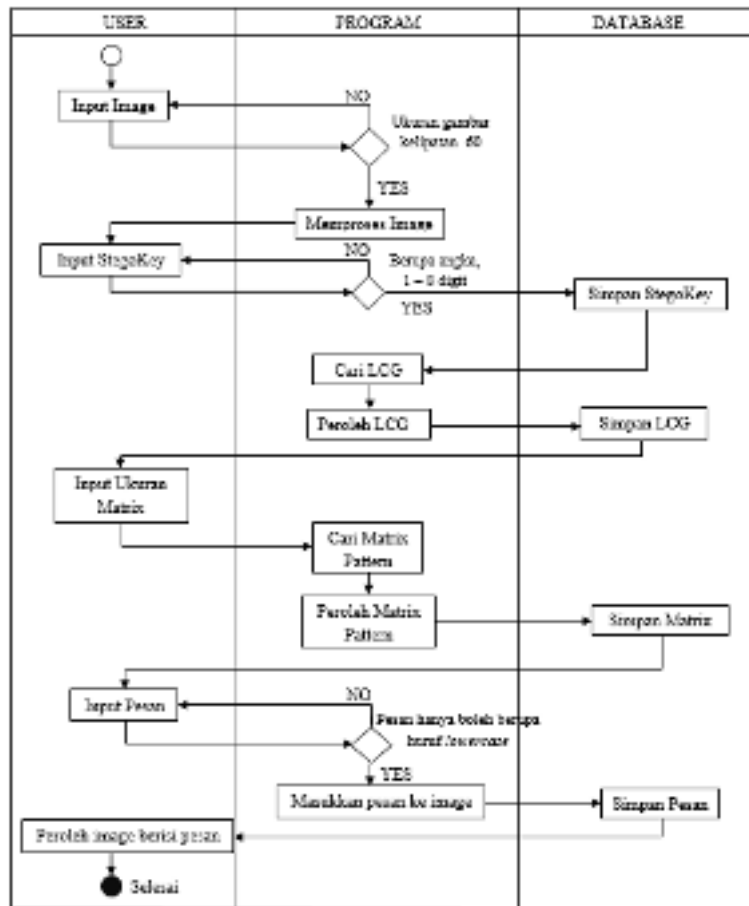 USER
PROGRAM
DATABASE
Input Image
NO
Ukuran gambar
kelipatan 60
YES
Memproses Image
Input StegoKey
NO
Berupa angka,
digit
YES
Simpan StegoKey
Cari LCG
Peroleh LCG
Simpan LCG
Input Ukuran
Matrix
Cari Matrix
Pattern
Peroleh Matrix
Pattern
Simpan Matrix
Input Pesan
NO
Pesan hanya boleh berupa
huruf lowercase
YES
Masukkan pesan ke image
Simpan Pesan
Peroleh image berisi pesan
Selesai